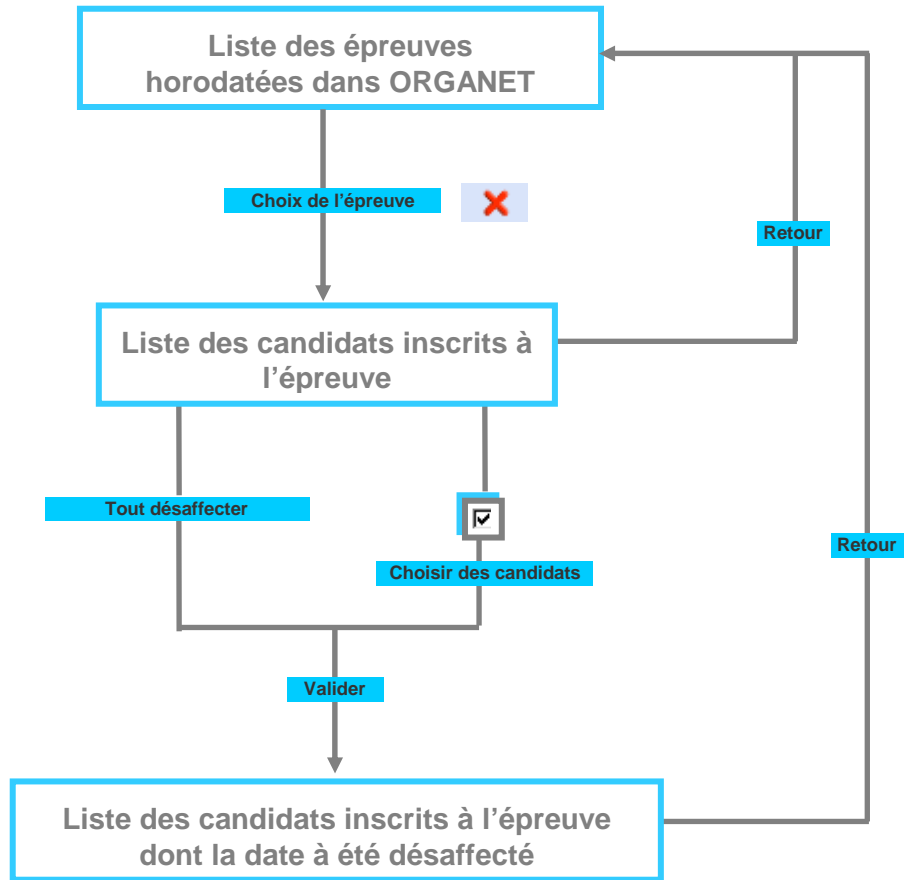 Liste des épreuves
horodatées dans ORGANET
Choix de l'épreuve
Retour
Liste des candidats inscrits à
l'épreuve
Tout désaffecter
Retour
Choisir des candidats
Valider
Liste des candidats inscrits à l'épreuve
dont la date à été désaffecté